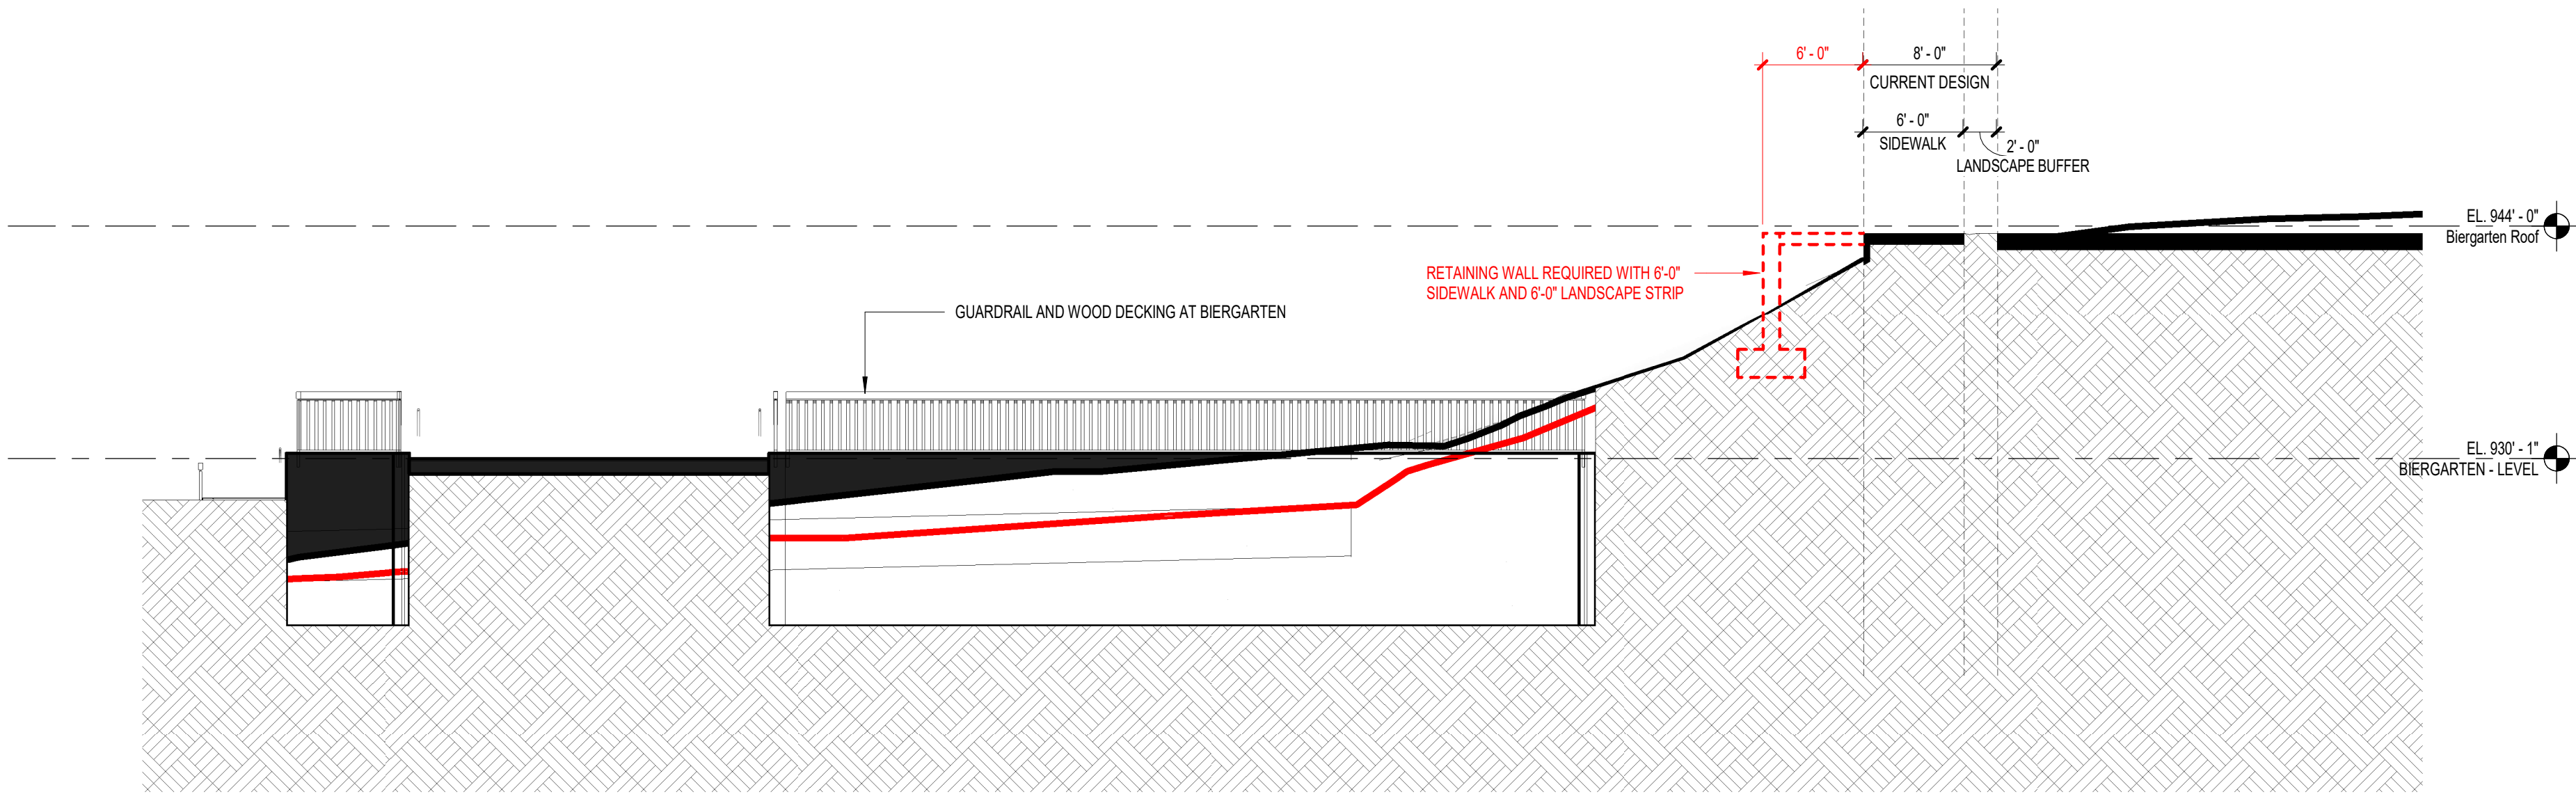 6' - 0"
8' - 0"
CURRENT DESIGN
6' - 0"
SIDEWALK
2' - 0"
LANDSCAPE BUFFER
EL. 944' - 0"
Biergarten Roof
RETAINING WALL REQUIRED WITH 6'-0"
SIDEWALK AND 6'-0" LANDSCAPE STRIP
GUARDRAIL AND WOOD DECKING AT BIERGARTEN
EL. 930' - 1"
BIERGARTEN - LEVEL